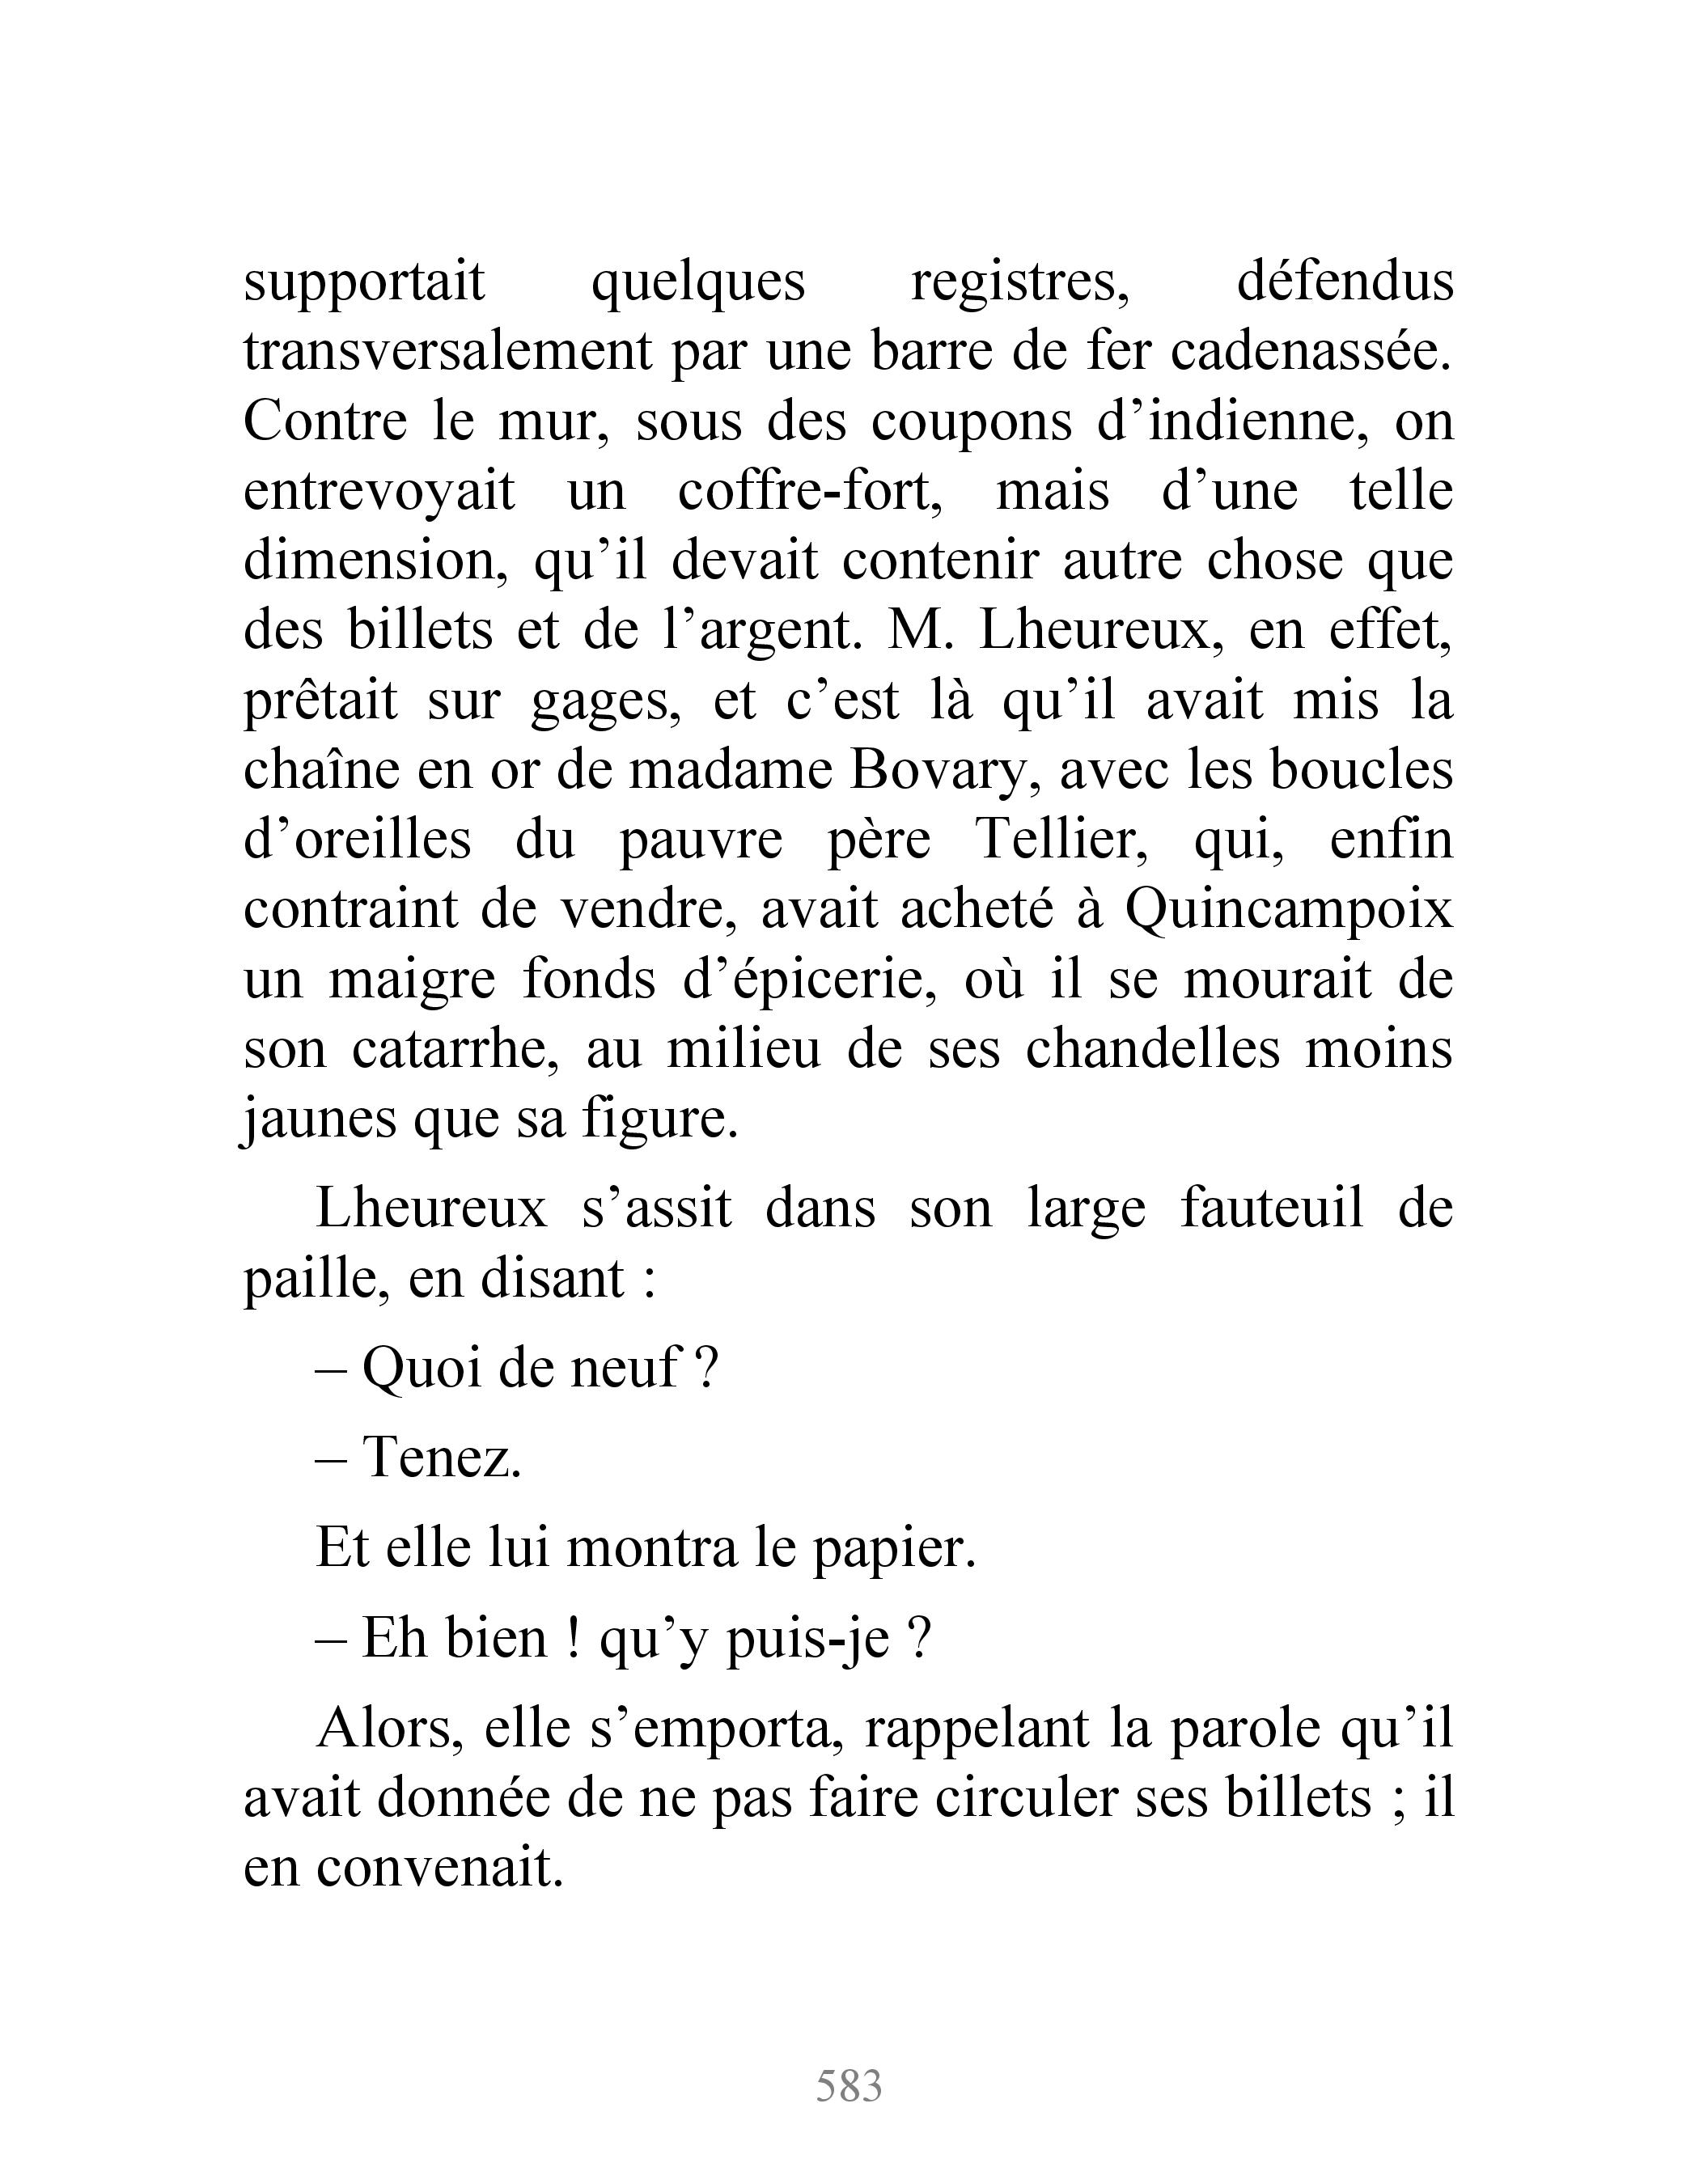 supportait quelques registres, défendus
transversalement par une barre de fer cadenassée.
Contre le mur, sous des coupons d’indienne, on
entrevoyait un coffre-fort, mais d’une telle
dimension, qu’il devait contenir autre chose que
des billets et de l’argent. M. Lheureux, en effet,
prêtait sur gages, et c’est là qu’il avait mis la
chaîne en or de madame Bovary, avec les boucles
d’oreilles du pauvre père Tellier, qui, enfin
contraint de vendre, avait acheté à Quincampoix
un maigre fonds d’épicerie, où il se mourait de
son catarrhe, au milieu de ses chandelles moins
jaunes que sa figure.
Lheureux s’assit dans son large fauteuil de
paille, en disant :
– Quoi de neuf ?
– Tenez.
Et elle lui montra le papier.
– Eh bien ! qu’y puis-je ?
Alors, elle s’emporta, rappelant la parole qu’il
avait donnée de ne pas faire circuler ses billets ; il
en convenait.
583